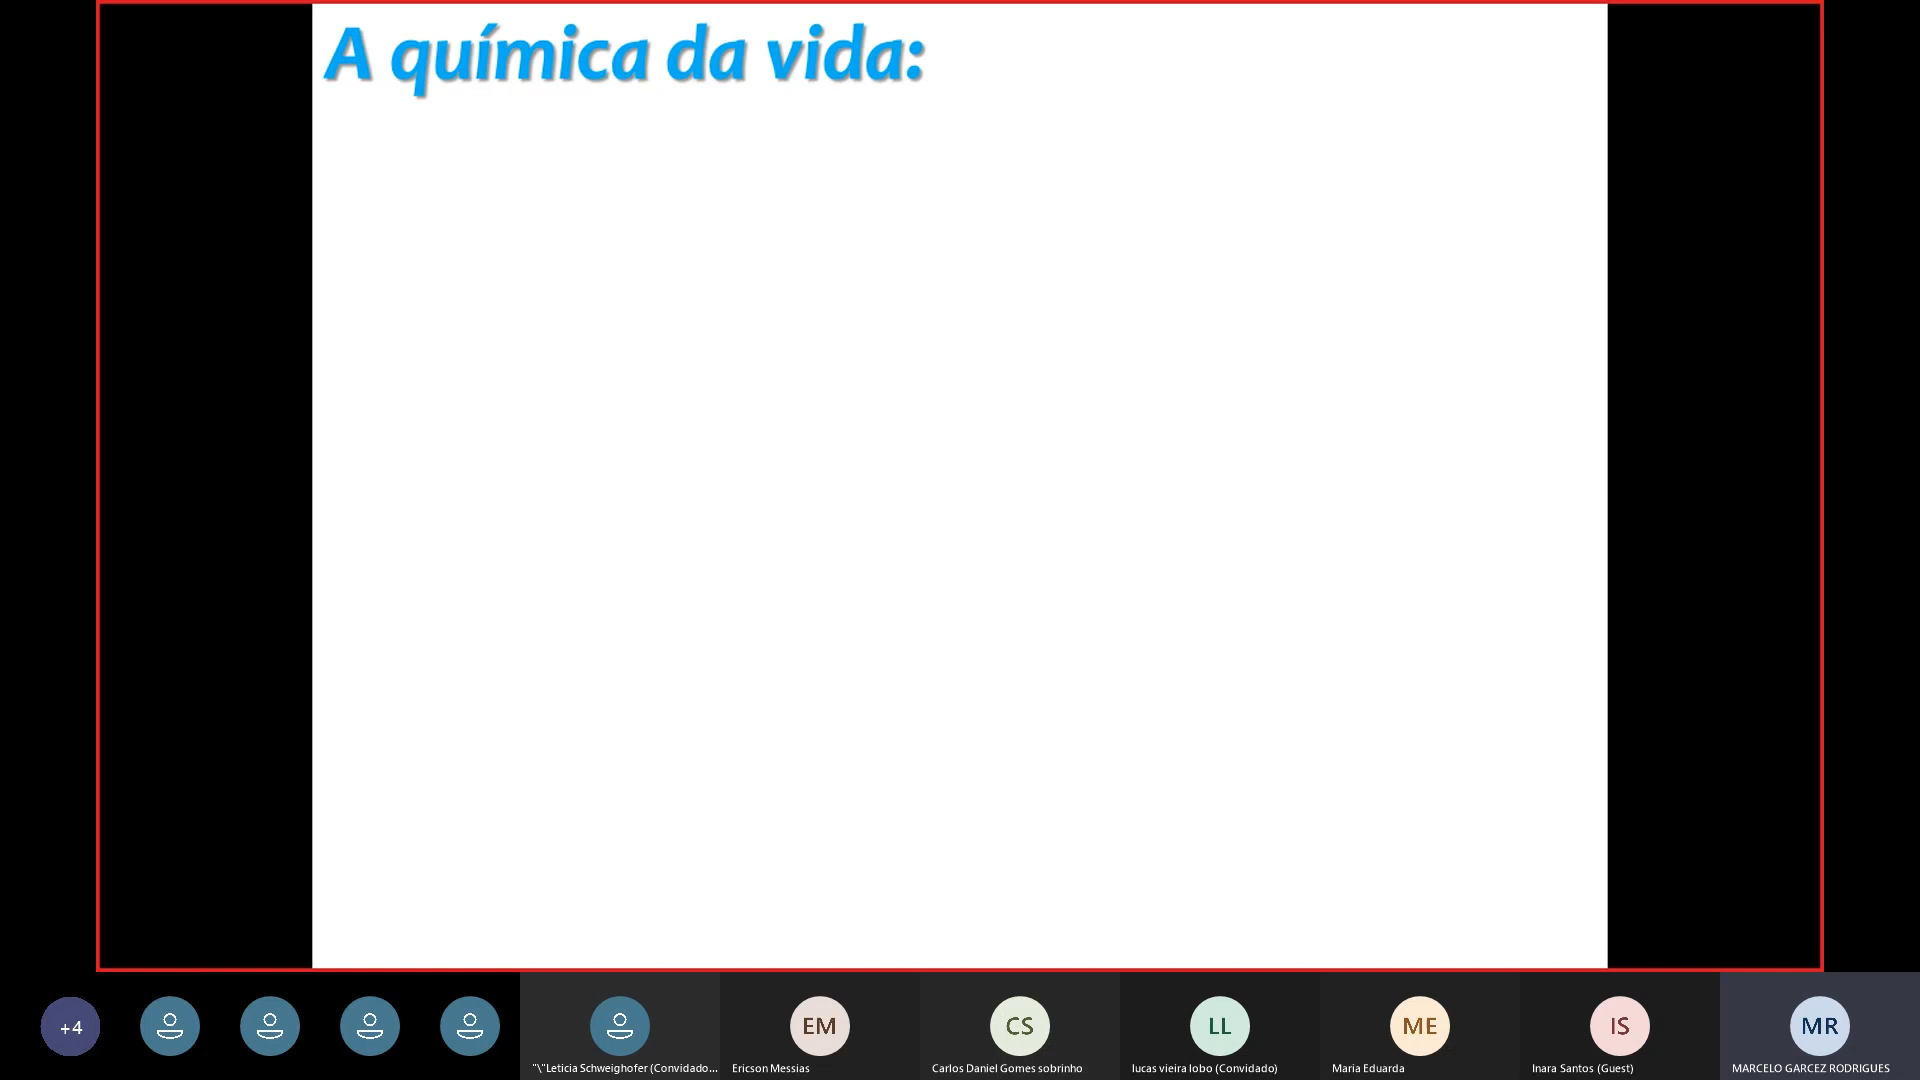 A química da vida:
+4
EM
CS
LL
ME
IS
MR
"\"Leticia Schweighofer (Convidado...
Ericson Messias
Carlos Daniel Gomes sobrinho
lucas vieira lobo (Convidado)
Maria Eduarda
Inara Santos (Guest)
MARCELO GARCEZ RODRIGUES